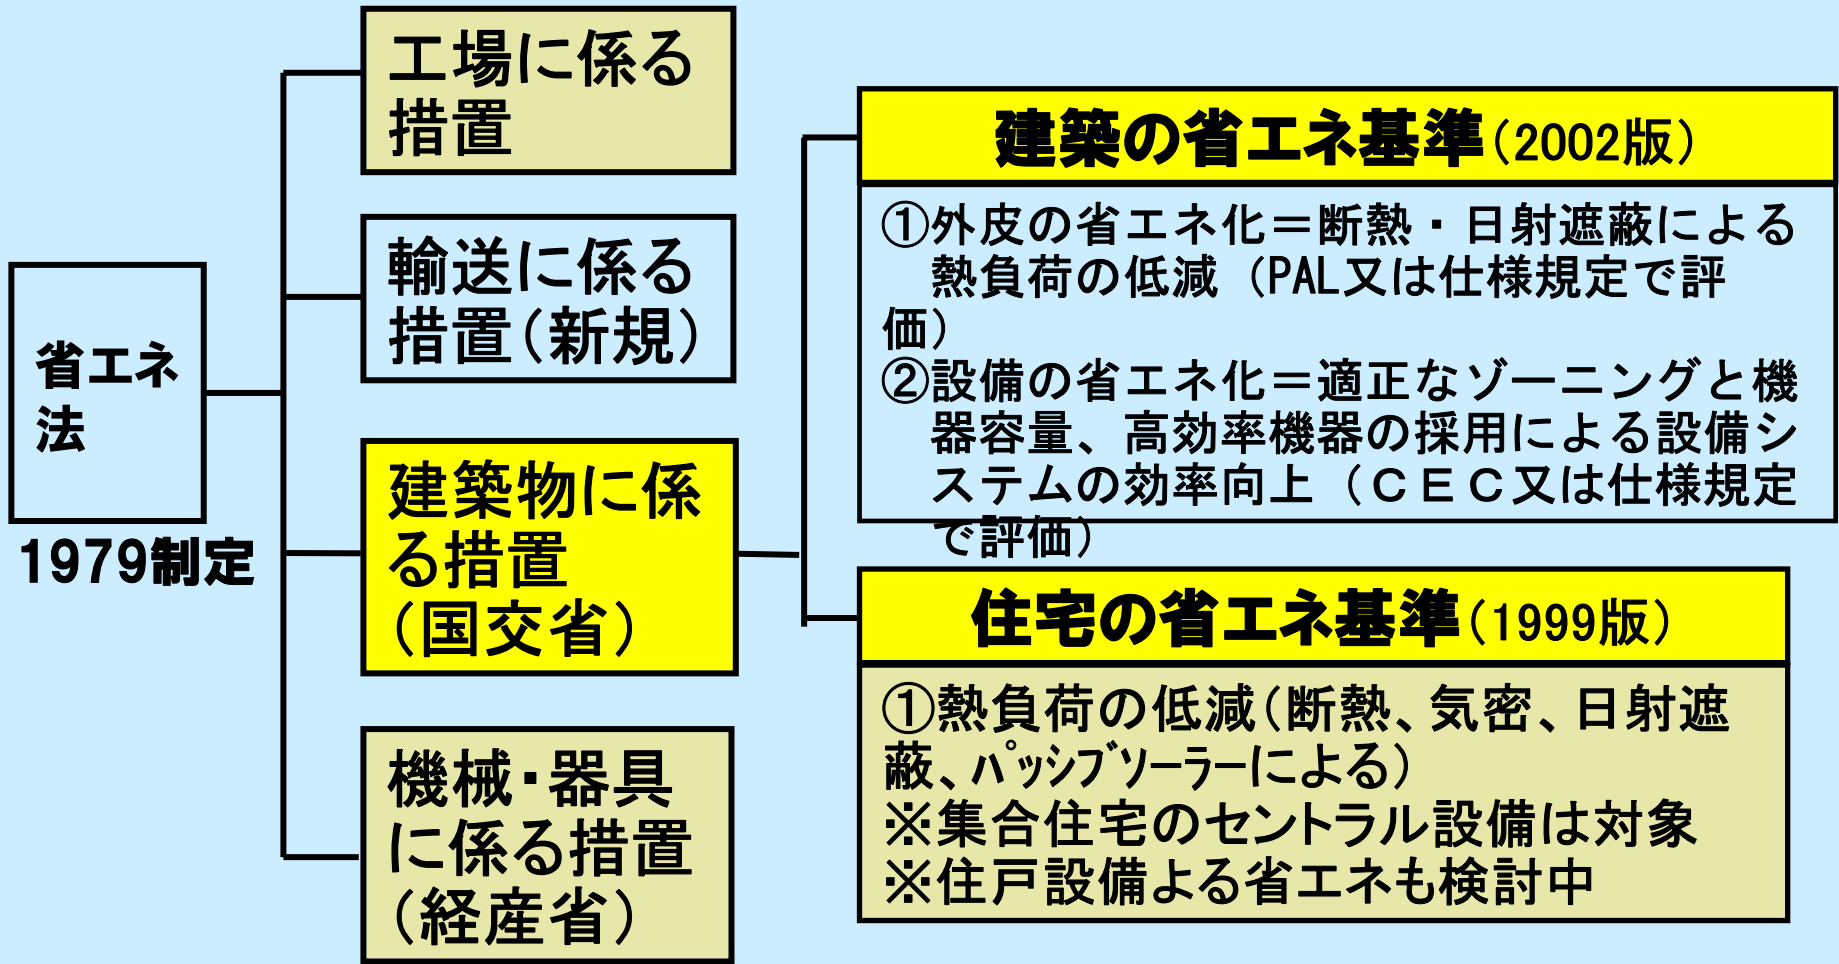 省エネ
法
1979制定
工場に係る
措置
輸送に係る
措置(新規)
建築物に係
る措置
(国交省)
機械・器具
に係る措置
(経産省)
建築の省エネ基準(2002版)
①外皮の省エネ化=断熱・日射遮蔽による
熱負荷の低減(PAL又は仕様規定で評
価)
②設備の省エネ化=適正なゾーニングと機
器容量、高効率機器の採用による設備シ
ステムの効率向上(CEC又は仕様規定
で評価)
住宅の省エネ基準(1999版)
①熱負荷の低減(断熱、気密、日射遮
蔽、パッシブソーラーによる)
※集合住宅のセントラル設備は対象
※住戸設備よる省エネも検討中